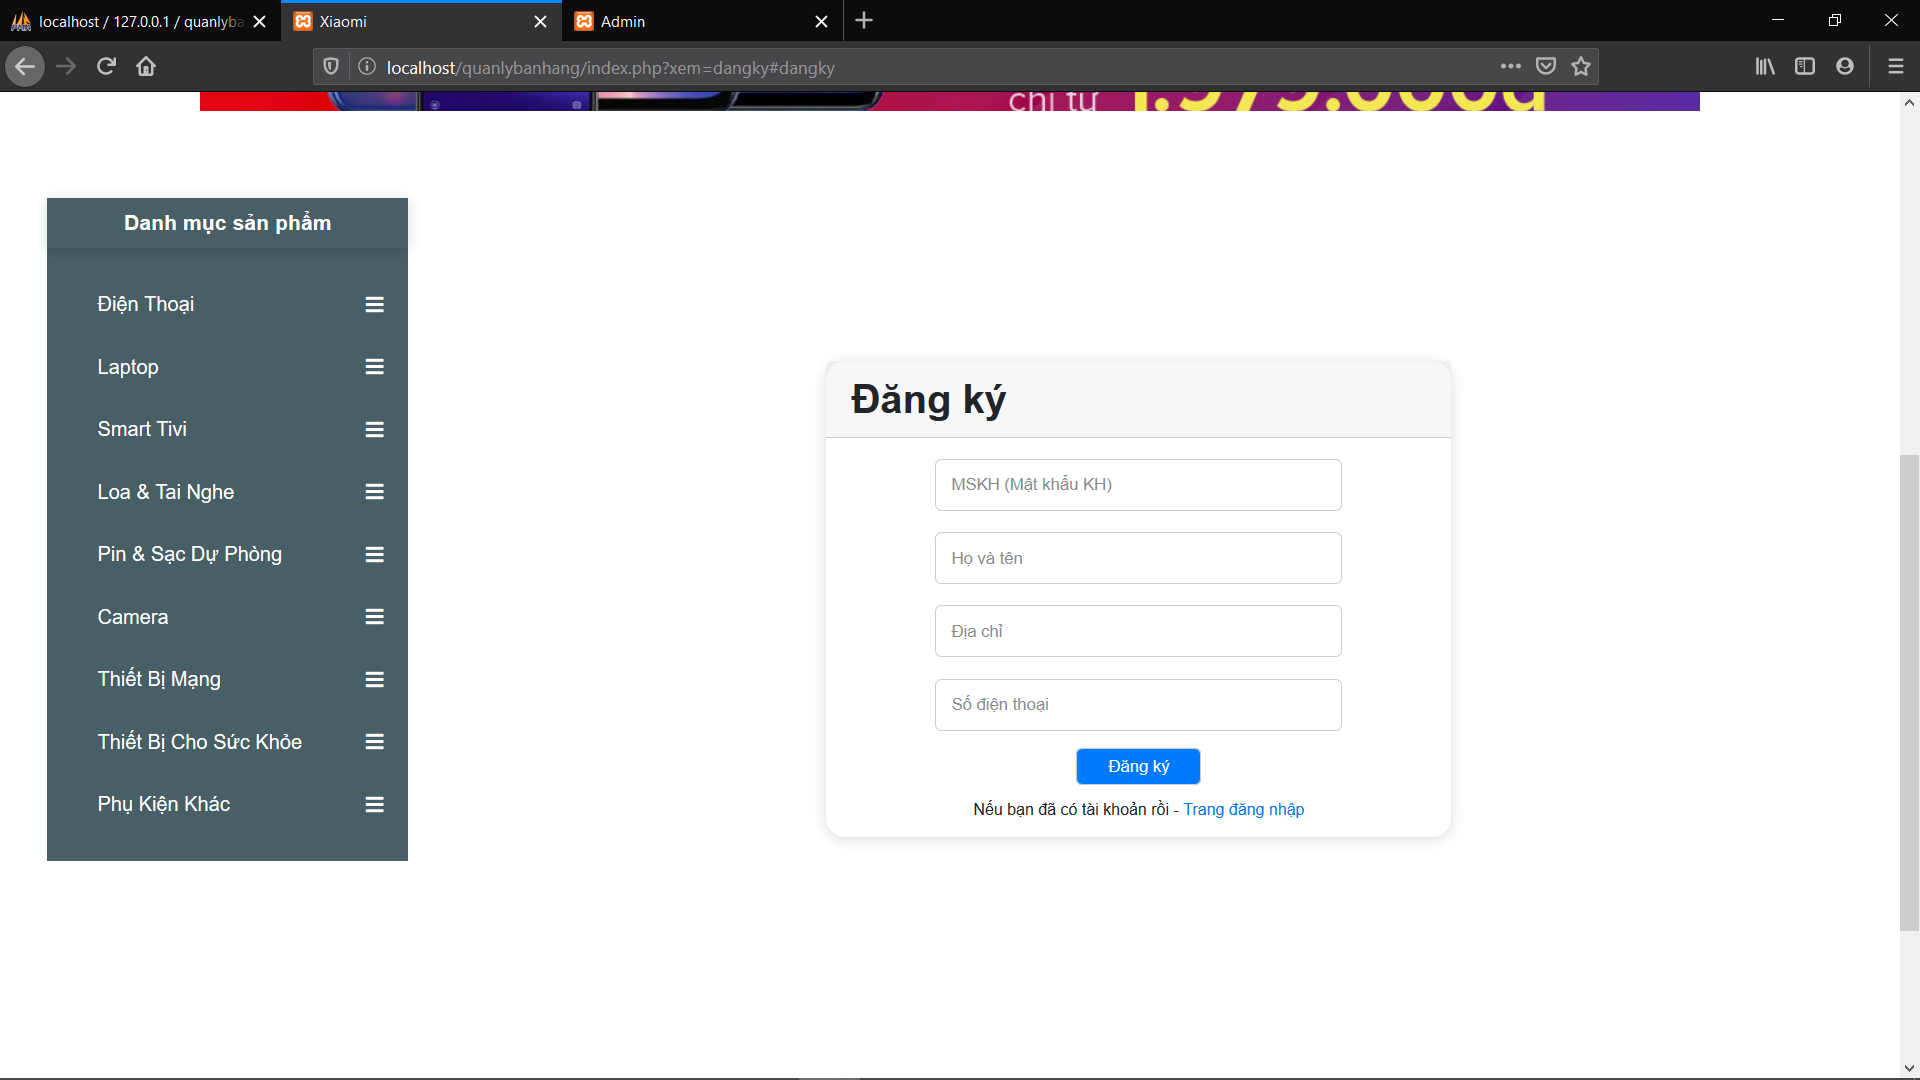 localhost / 127.0.0.1 / quanlyba
Xiaomi
Admin
localhost/quanlybanhang/index.php?xem=dangky#dangky
chỉ từ 1.575.000đ
Danh mục sản phẩm
Điện Thoại
Laptop
Smart Tivi
Loa & Tai Nghe
Pin & Sạc Dự Phòng
Camera
Thiết Bị Mạng
Thiết Bị Cho Sức Khỏe
Phụ Kiện Khác
Đăng ký
MSKH (Mật khẩu KH)
Họ và tên
Địa chỉ
Số điện thoại
Đăng ký
Nếu bạn đã có tài khoản rồi - Trang đăng nhập